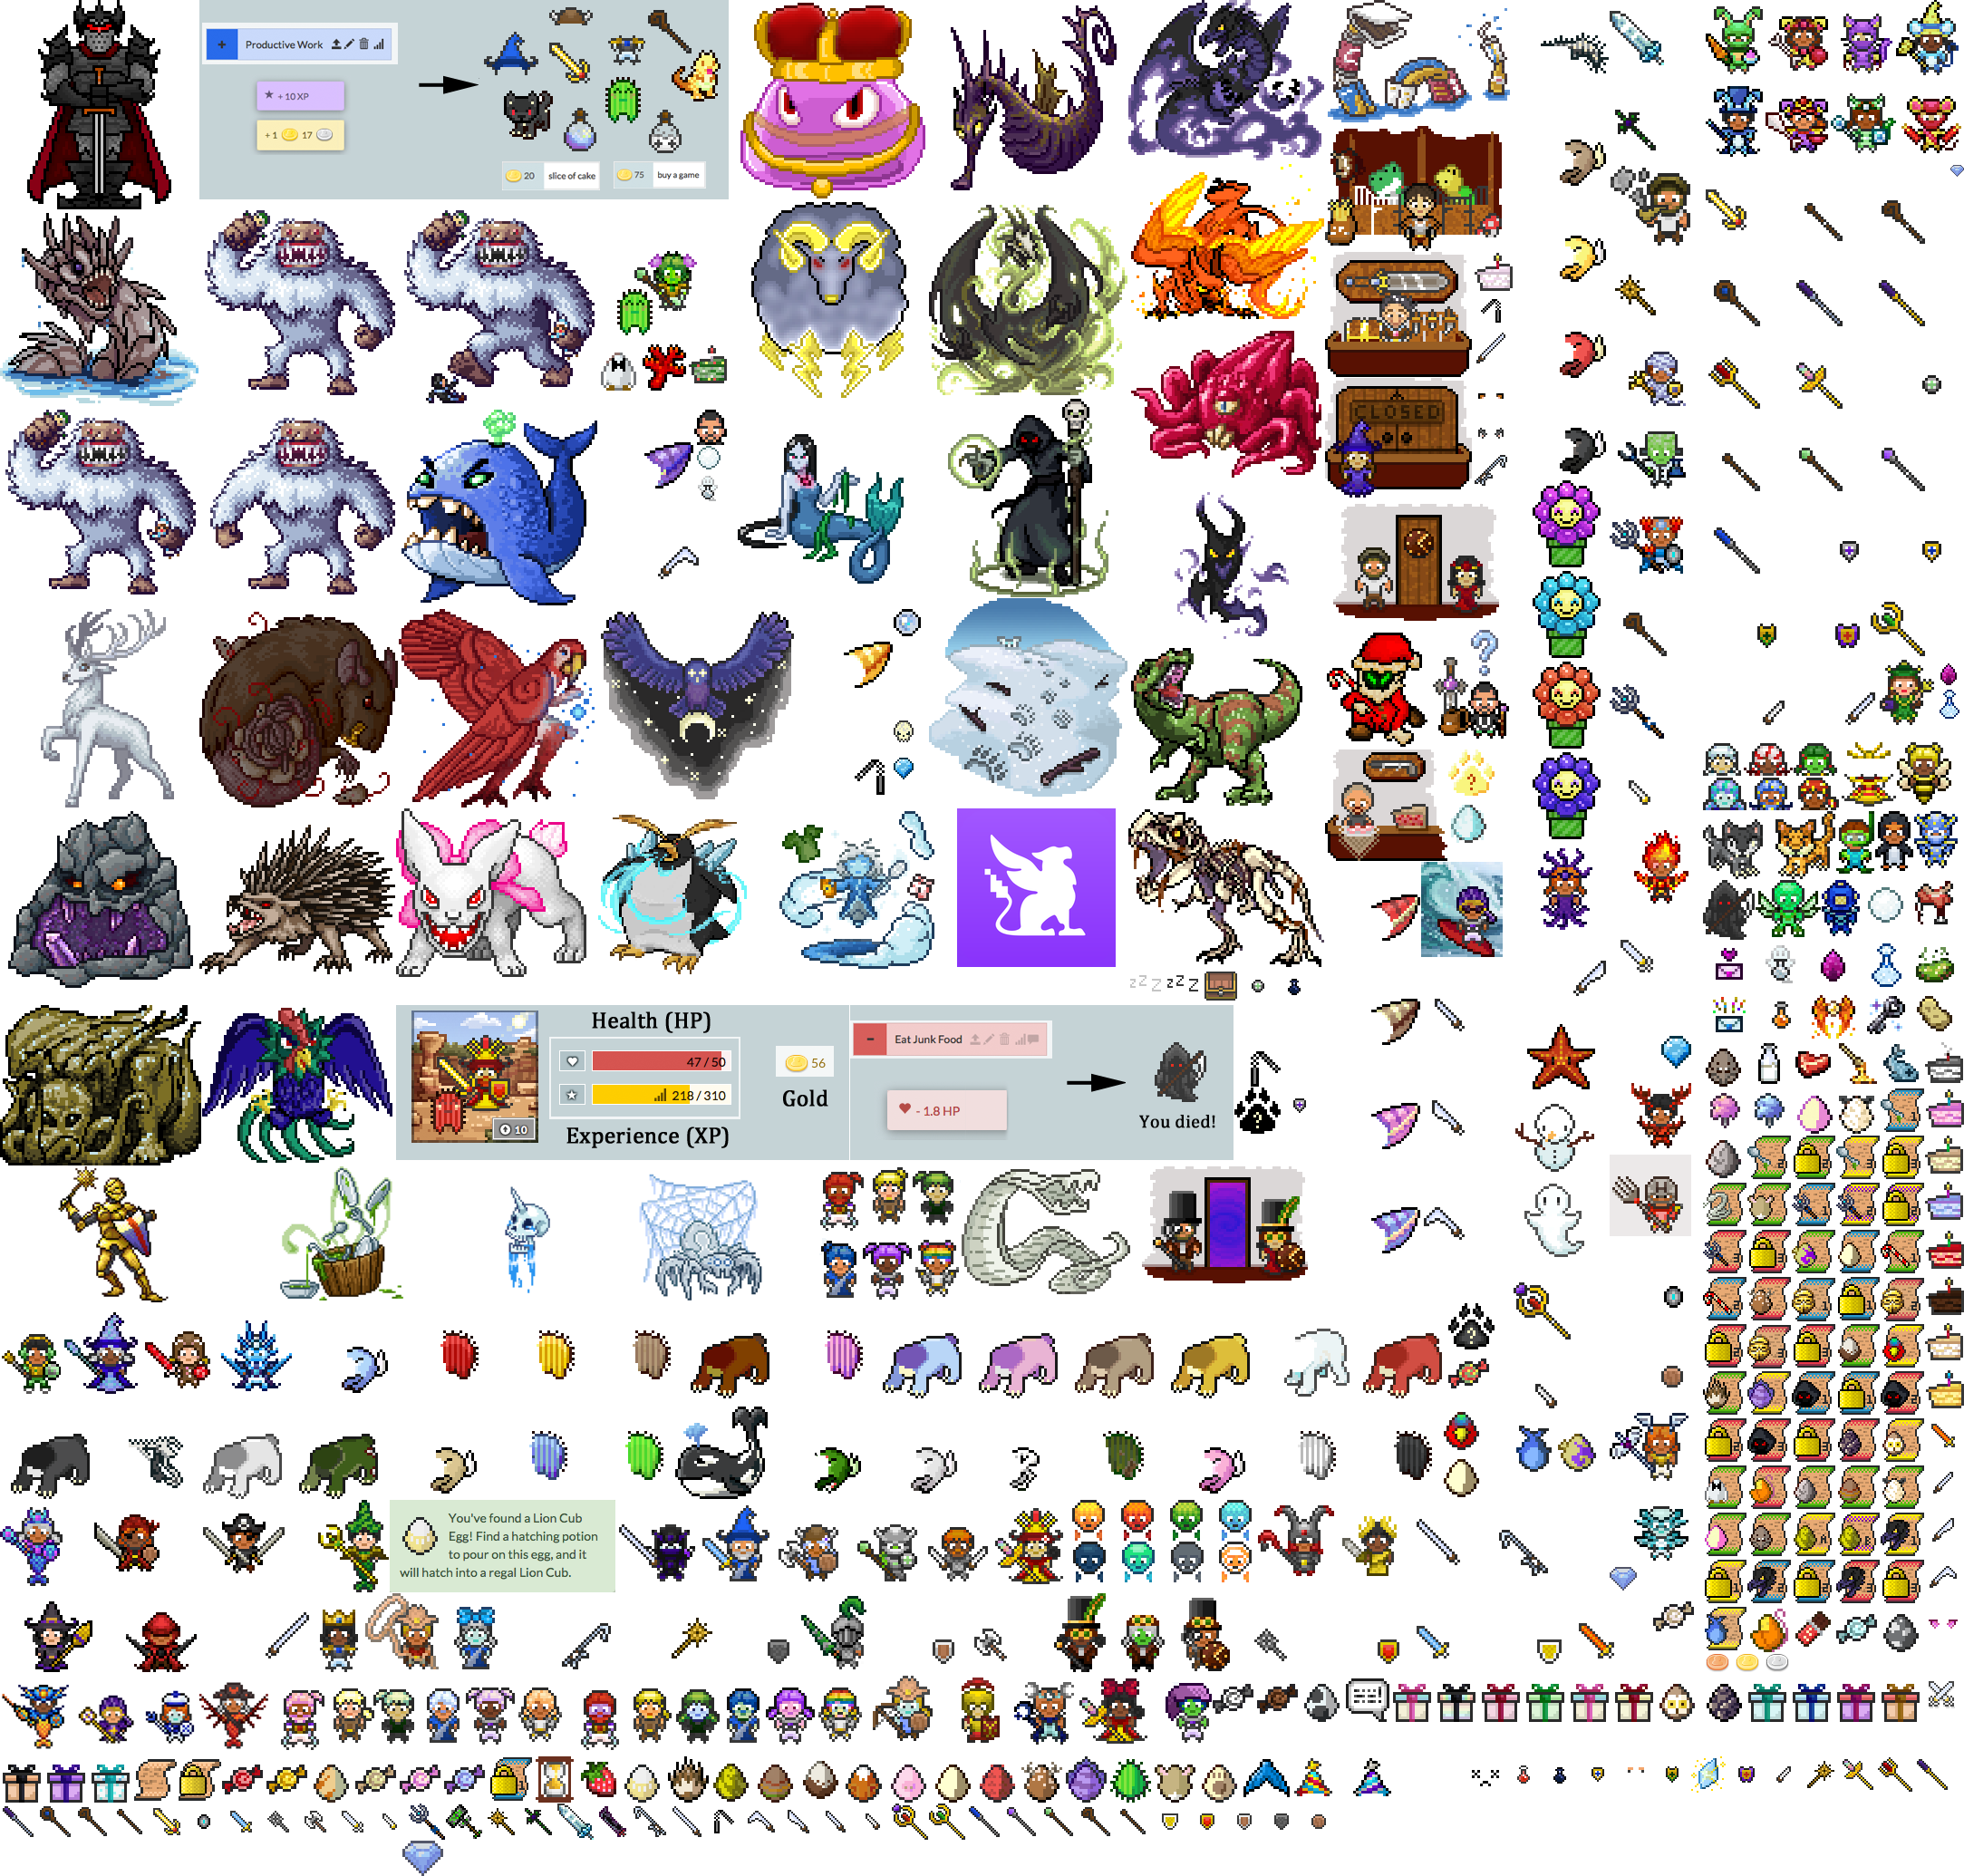 Productive Work
+ 10 XP
+ 1 17
20 slice of cake
75 buy a game
CLOSED
zzZzzZ
Health (HP)
47 / 50
218 / 310
10
Experience (XP)
56
Gold
Eat Junk Food
- 1.8 HP
You died!
You've found a Lion Cub
Egg! Find a hatching potion
to pour on this egg, and it
will hatch into a regal Lion Cub.